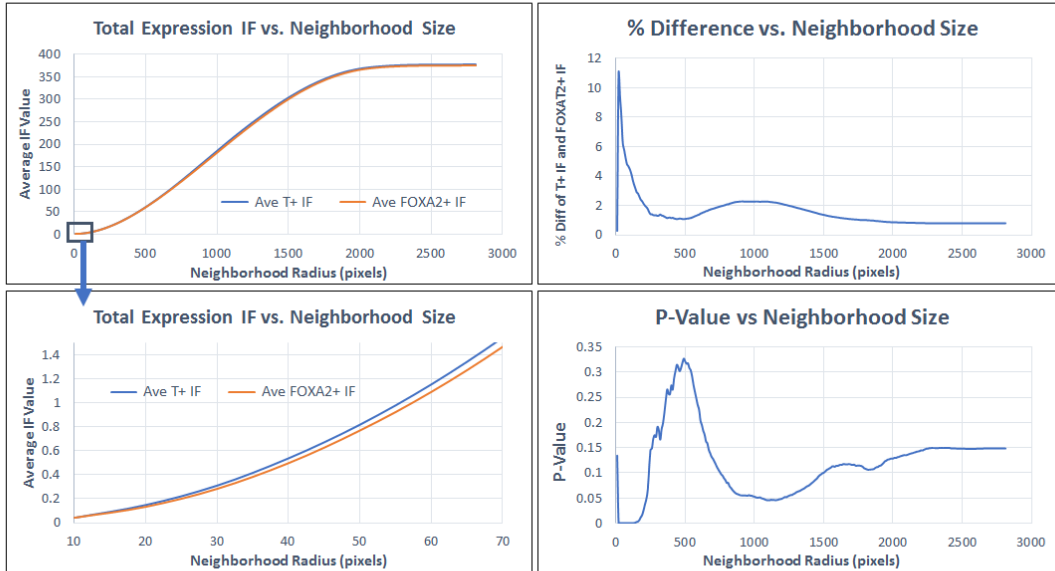 Total Expression IF vs. Neighborhood Size
Average IF Value
400
350
300
250
200
150
100
50
0
Ave T+ IF
Ave FOXA2+ IF
0 500 1000 1500 2000 2500 3000
Neighborhood Radius (pixels)
% Difference vs. Neighborhood Size
% Diff of T+ IF and FOXAT2+ IF
12
10
8
6
4
2
0
0 500 1000 1500 2000 2500 3000
Neighborhood Radius (pixels)
Total Expression IF vs. Neighborhood Size
Average IF Value
1.4
1.2
1
0.8
0.6
0.4
0.2
0
Ave T+ IF
Ave FOXA2+ IF
10 20 30 40 50 60 70
Neighborhood Radius (pixels)
P-Value vs Neighborhood Size
P-Value
0.35
0.3
0.25
0.2
0.15
0.1
0.05
0
0 500 1000 1500 2000 2500 3000
Neighborhood Radius (pixels)